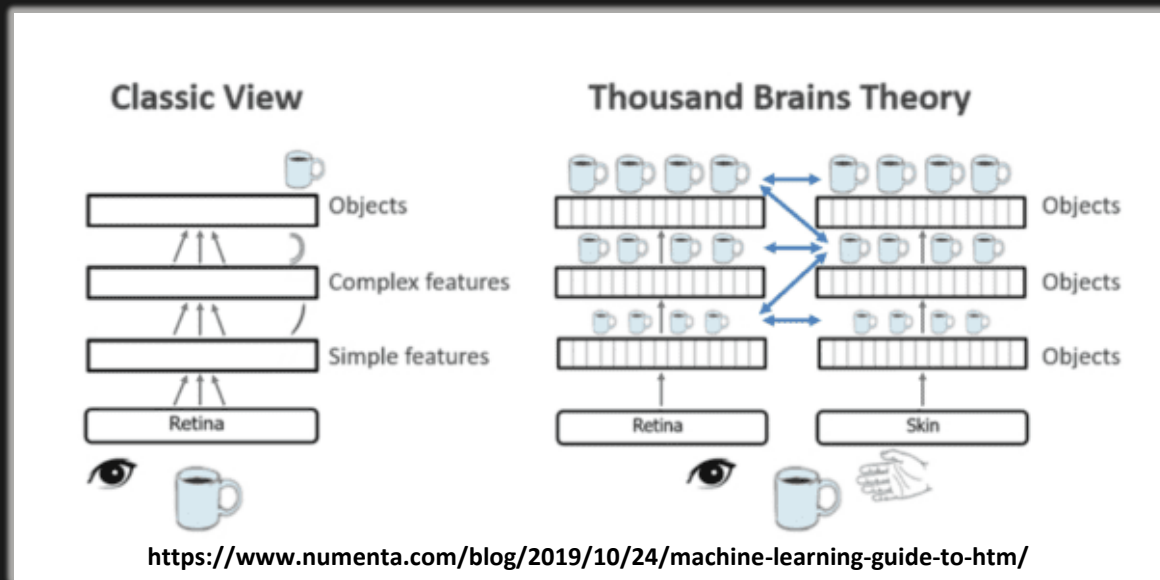 Classic View
Objects
Complex features
Simple features
Retina
Thousand Brains Theory
Objects
Objects
Objects
Retina
Skin
https://www.numenta.com/blog/2019/10/24/machine-learning-guide-to-htm/